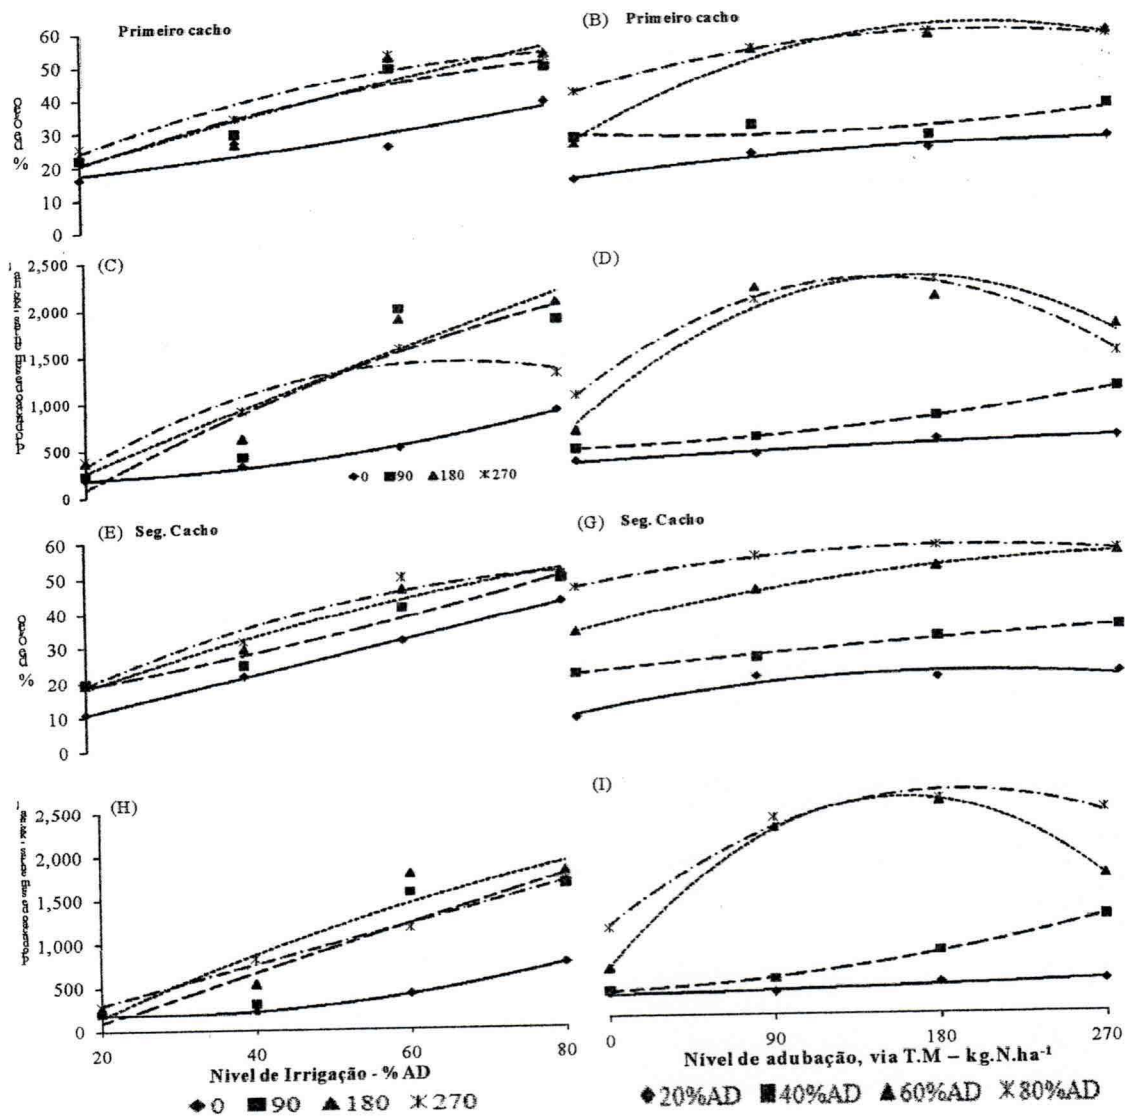 (B) Primeiro cacho
Primeiro cacho
60
50
40
30
20
10
0
%
(C)
(D)
2,500
2,000
1,500
1,000
500
0
◆0 ■90 ▲180 ✳270
(E) Seg. Cacho
(G) Seg. Cacho
60
50
40
30
20
10
0
%
(H)
(I)
2,500
2,000
1,500
1,000
500
0
20 40 60 80
0 90 180 270
Nivel de Irrigação - % AD
Nível de adubação, via T.M – kg.N.ha⁻¹
◆0 ■90 ▲180 ✳270
◆20%AD ■40%AD ▲60%AD ✳80%AD